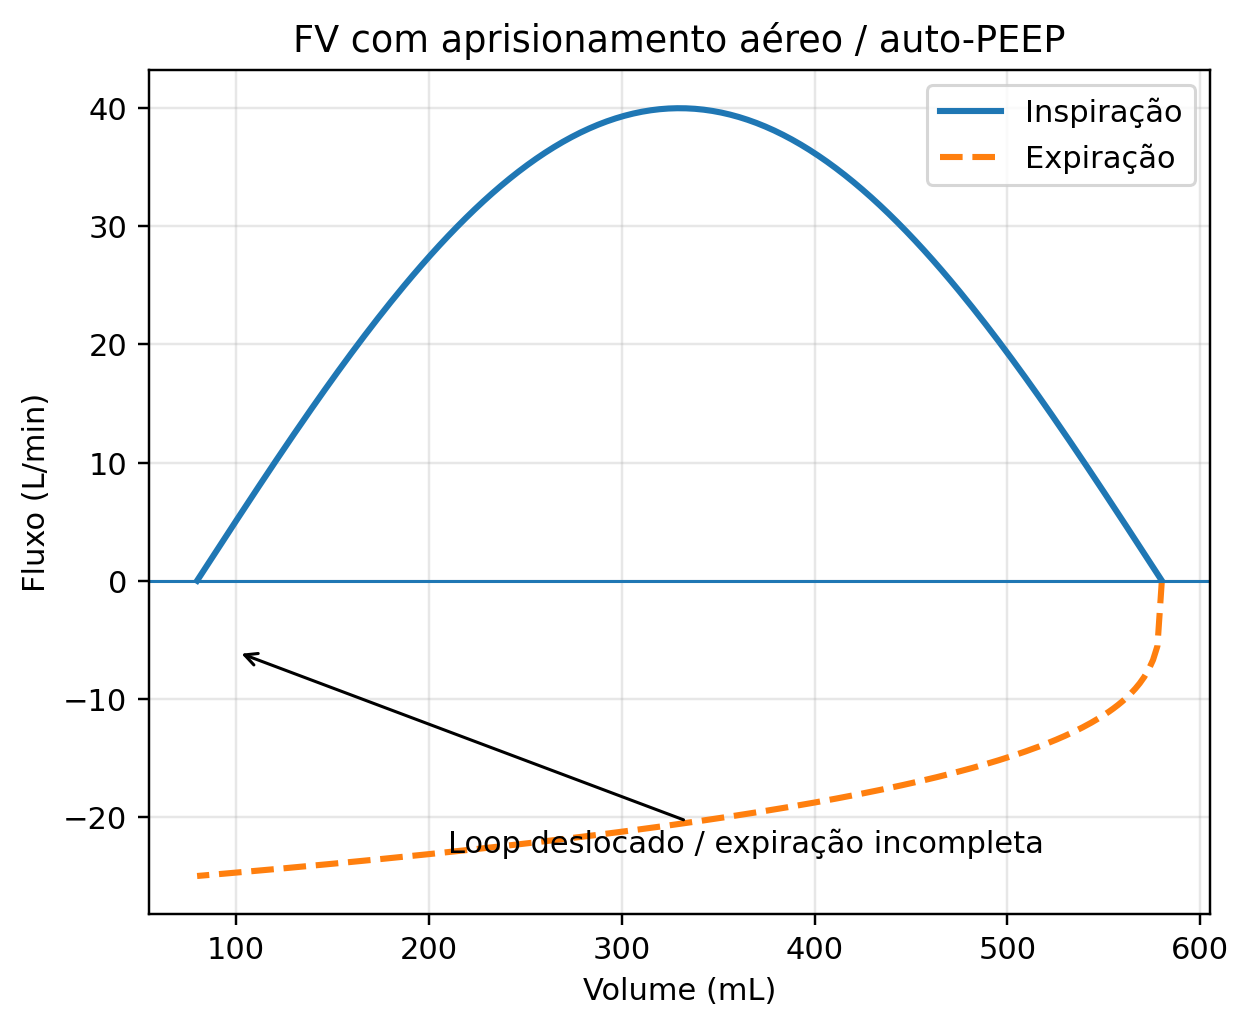 FV com aprisionamento aéreo / auto-PEEP
Inspiração
Expiração
40
30
20
10
0
−10
−20
Fluxo (L/min)
Loop deslocado / expiração incompleta
100 200 300 400 500 600
Volume (mL)